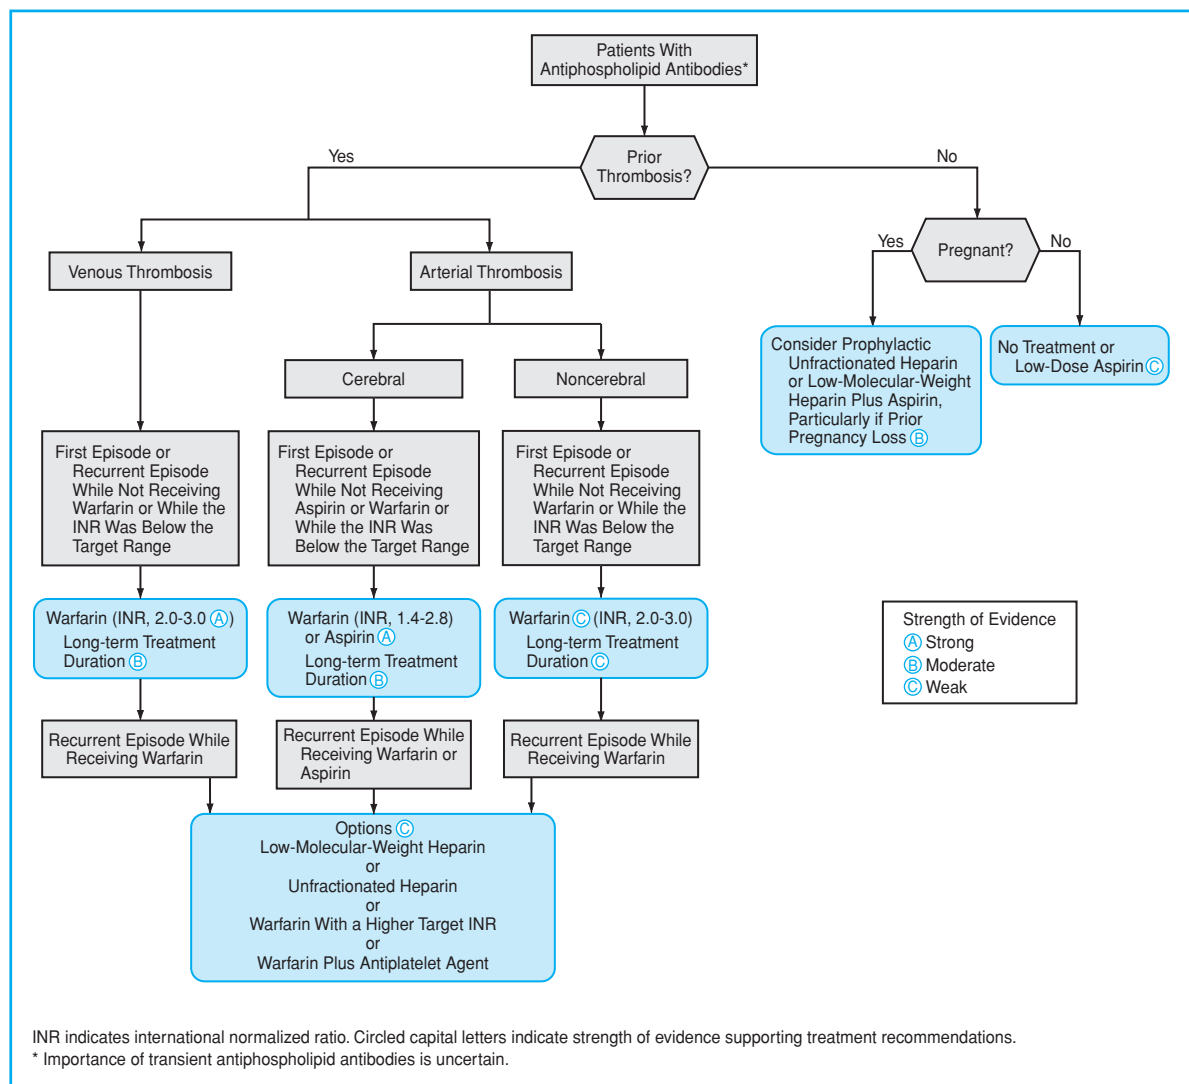 Patients With
Antiphospholipid Antibodies*
Prior
Thrombosis?
Yes
No
Pregnant?
Yes
No
Venous Thrombosis
Arterial Thrombosis
Consider Prophylactic
Unfractionated Heparin
or Low-Molecular-Weight
Heparin Plus Aspirin,
Particularly if Prior
Pregnancy Loss Ⓑ
No Treatment or
Low-Dose Aspirin Ⓒ
Cerebral
Noncerebral
First Episode or
Recurrent Episode
While Not Receiving
Warfarin or While the
INR Was Below the
Target Range
First Episode or
Recurrent Episode
While Not Receiving
Aspirin or Warfarin or
While the INR Was
Below the Target Range
First Episode or
Recurrent Episode
While Not Receiving
Warfarin or While the
INR Was Below the
Target Range
Warfarin (INR, 2.0-3.0 Ⓐ)
Long-term Treatment
Duration Ⓑ
Warfarin (INR, 1.4-2.8)
or Aspirin Ⓐ
Long-term Treatment
Duration Ⓑ
Warfarin Ⓒ (INR, 2.0-3.0)
Long-term Treatment
Duration Ⓒ
Strength of Evidence
Ⓐ Strong
Ⓑ Moderate
Ⓒ Weak
Recurrent Episode While
Receiving Warfarin
Recurrent Episode While
Receiving Warfarin or
Aspirin
Recurrent Episode While
Receiving Warfarin
Options Ⓒ
Low-Molecular-Weight Heparin
or
Unfractionated Heparin
or
Warfarin With a Higher Target INR
or
Warfarin Plus Antiplatelet Agent
INR indicates international normalized ratio. Circled capital letters indicate strength of evidence supporting treatment recommendations.
* Importance of transient antiphospholipid antibodies is uncertain.